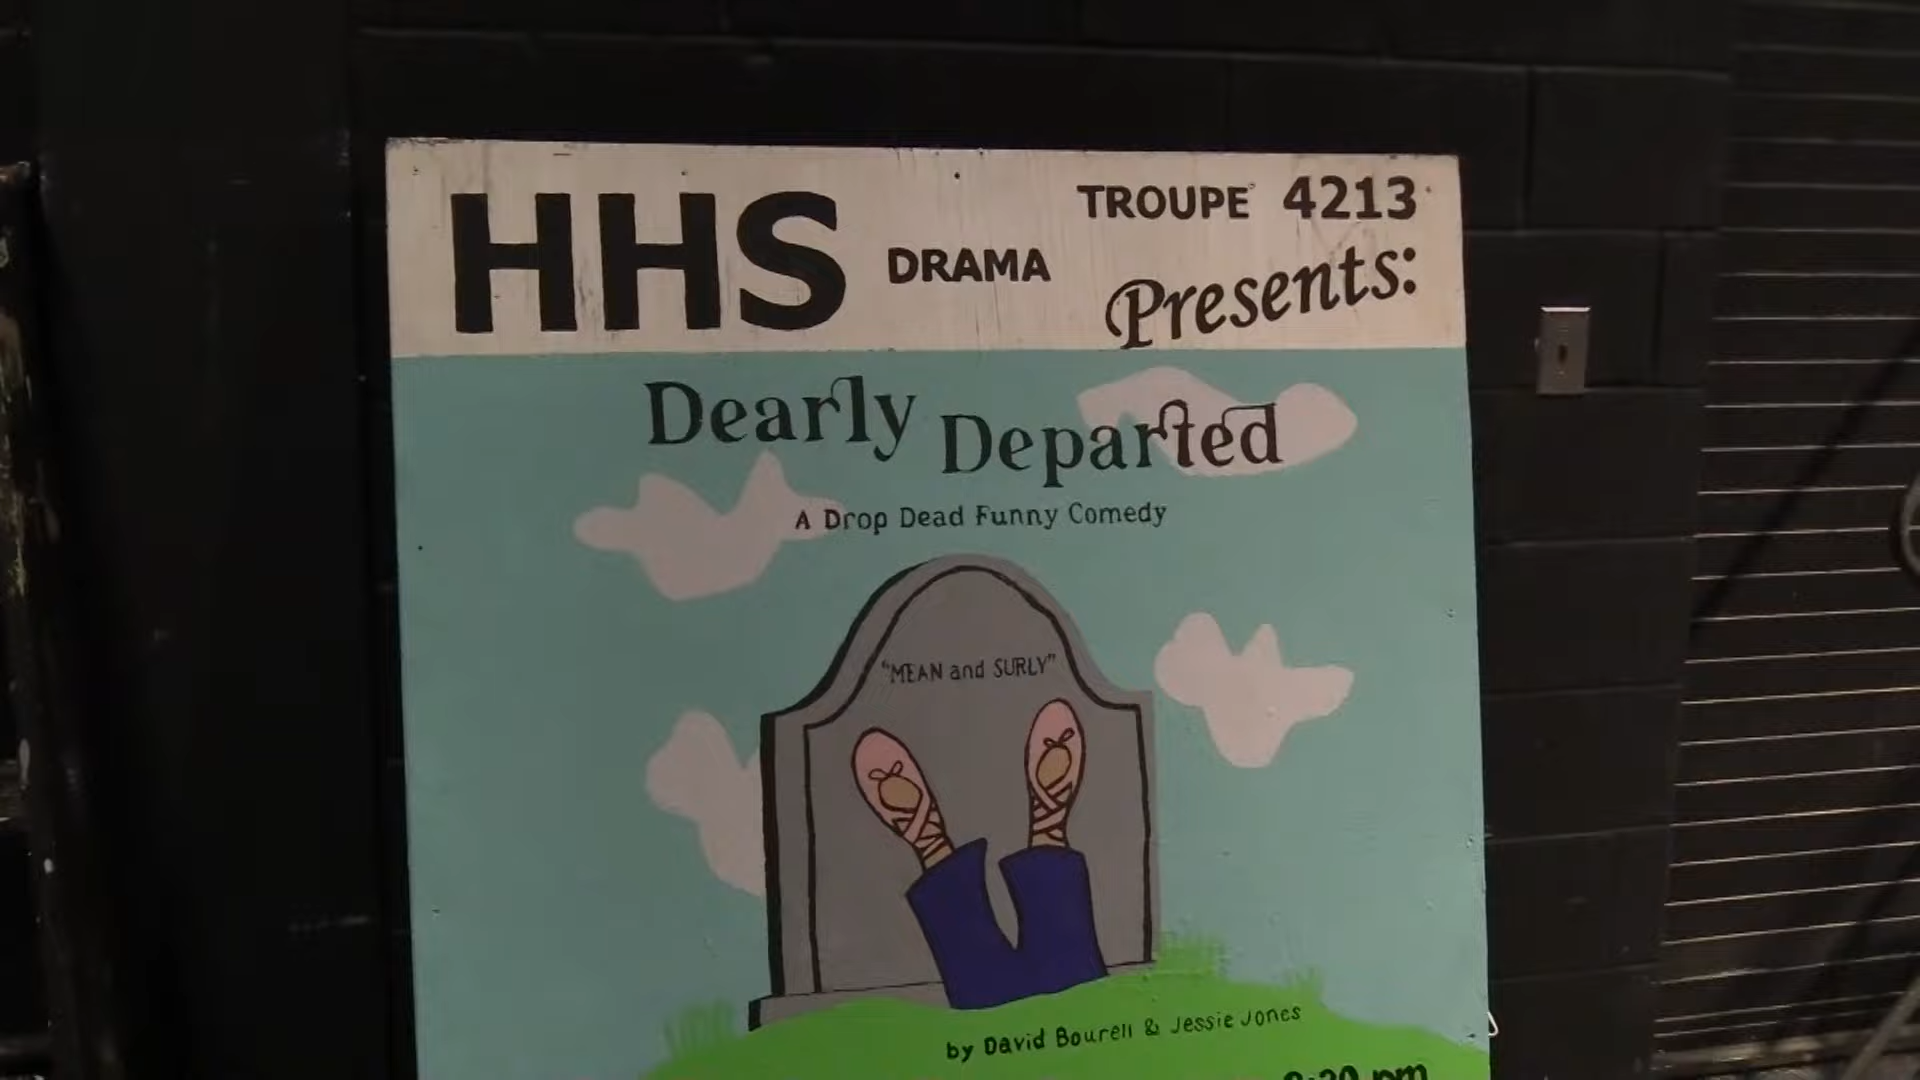 HHS DRAMA TROUPE 4213
Presents:
Dearly Departed
A Drop Dead Funny Comedy
"MEAN and SURLY"
by David Bourell & Jessie Jones
pm